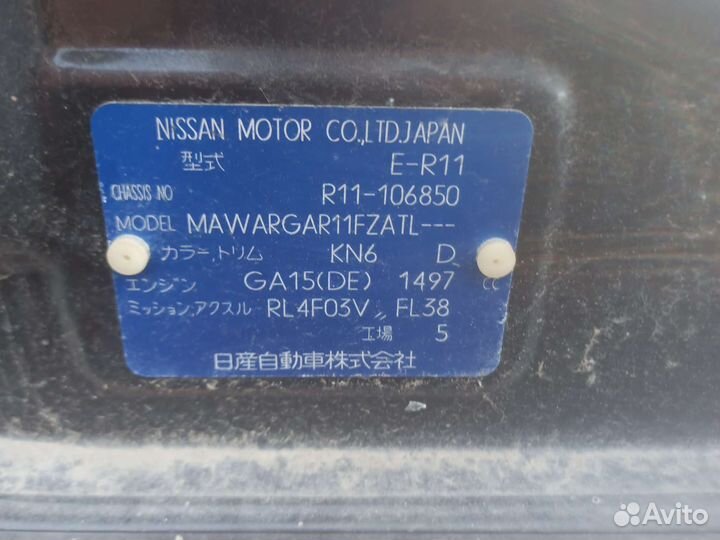 NISSAN MOTOR CO.,LTD.JAPAN
型式 E-R11
CHASSIS NO R11-106850
MODEL MAWARGAR11FZATL---
カラー,トリム KN6 D
エンジン GA15(DE) 1497 CC
ミッション,アクスル RL4F03V,, FL38
工場 5
日産自動車株式会社
Avito